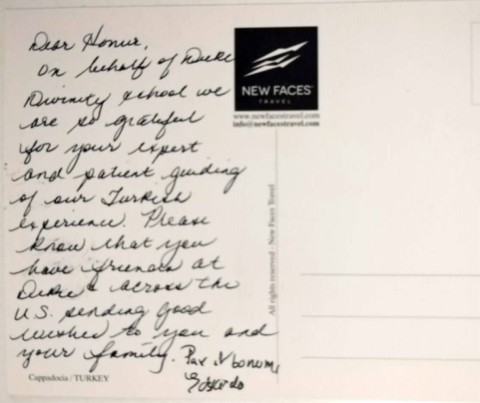 Dear Honur,
On behalf of Duke
Divinity school we
are so grateful
for your expert
and patient guiding
of our Turkish
experience. Please
know that you
have friends at
Duke & across the
U.S. sending good
wishes to you and
your family. Pax & bonum,
Cappadocia / TURKEY
NEW FACES
TRAVEL
www.newfacestravel.com
info@newfacestravel.com
All rights reserved - New Faces Travel